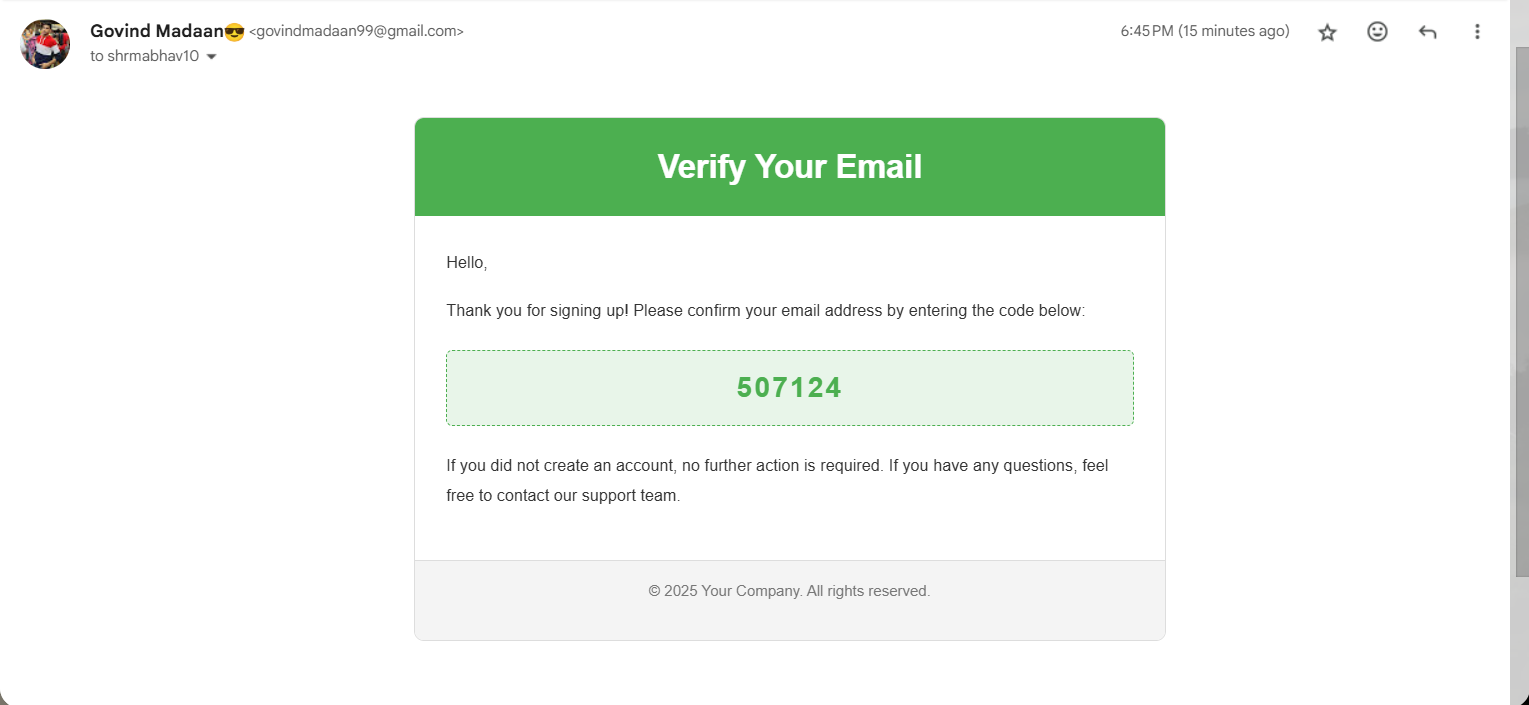 Govind Madaan😎 <govindmadaan99@gmail.com>
6:45 PM (15 minutes ago)
to shrmabhav10
Verify Your Email
Hello,
Thank you for signing up! Please confirm your email address by entering the code below:
507124
If you did not create an account, no further action is required. If you have any questions, feel
free to contact our support team.
© 2025 Your Company. All rights reserved.